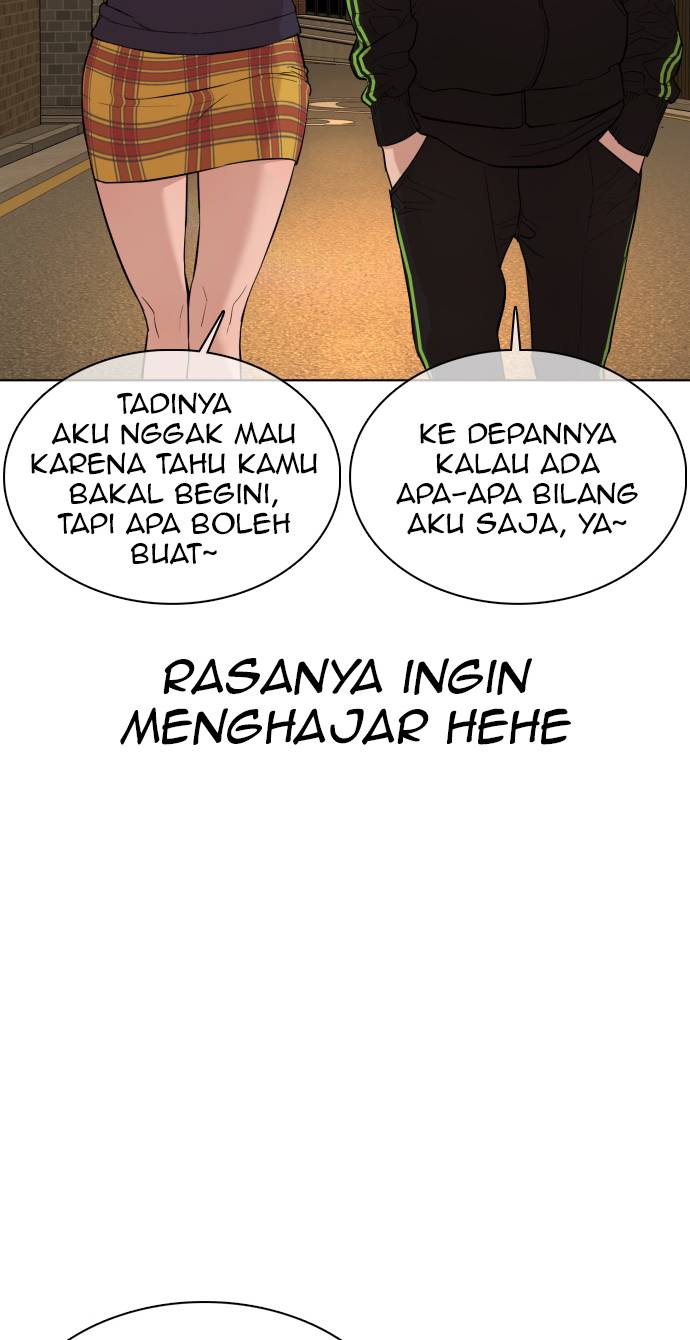 TADINYA
AKU NGGAK MAU
KARENA TAHU KAMU
BAKAL BEGINI,
TAPI APA BOLEH
BUAT~
KE DEPANNYA
KALAU ADA
APA-APA BILANG
AKU SAJA, YA~
RASANYA INGIN
MENGHAJAR HEHE